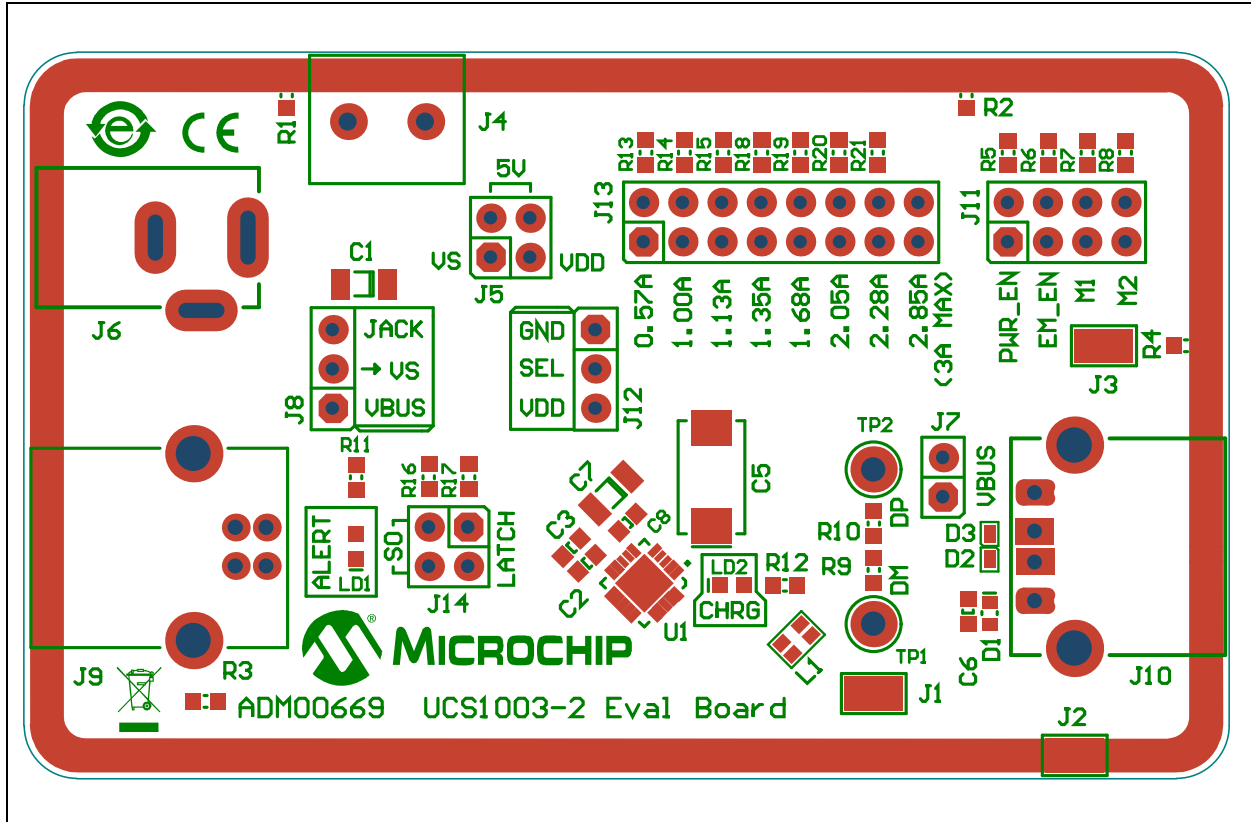 R1
J4
R2
5V
R13
R14
R15
R18
R19
R20
R21
R5
R6
R7
R8
J13
J11
VS
VDD
J5
C1
J6
0.57A
1.00A
1.13A
1.35A
1.68A
2.05A
2.28A
2.85A
(3A MAX)
PWR_EN
EM_EN
M1
M2
JACK
→ VS
VBUS
J8
GND
SEL
VDD
J12
J3
R4
R11
R16
R17
C7
C5
TP2
J7
VBUS
DP
ALERT
LD1
SO
LATCH
J14
C3
C8
C2
U1
LD2
CHRG
R12
R10
R9
DM
D3
D2
C6
D1
L1
TP1
J1
J10
J2
J9
R3
MICROCHIP
®
ADM00669 UCS1003-2 Eval Board
e
CE